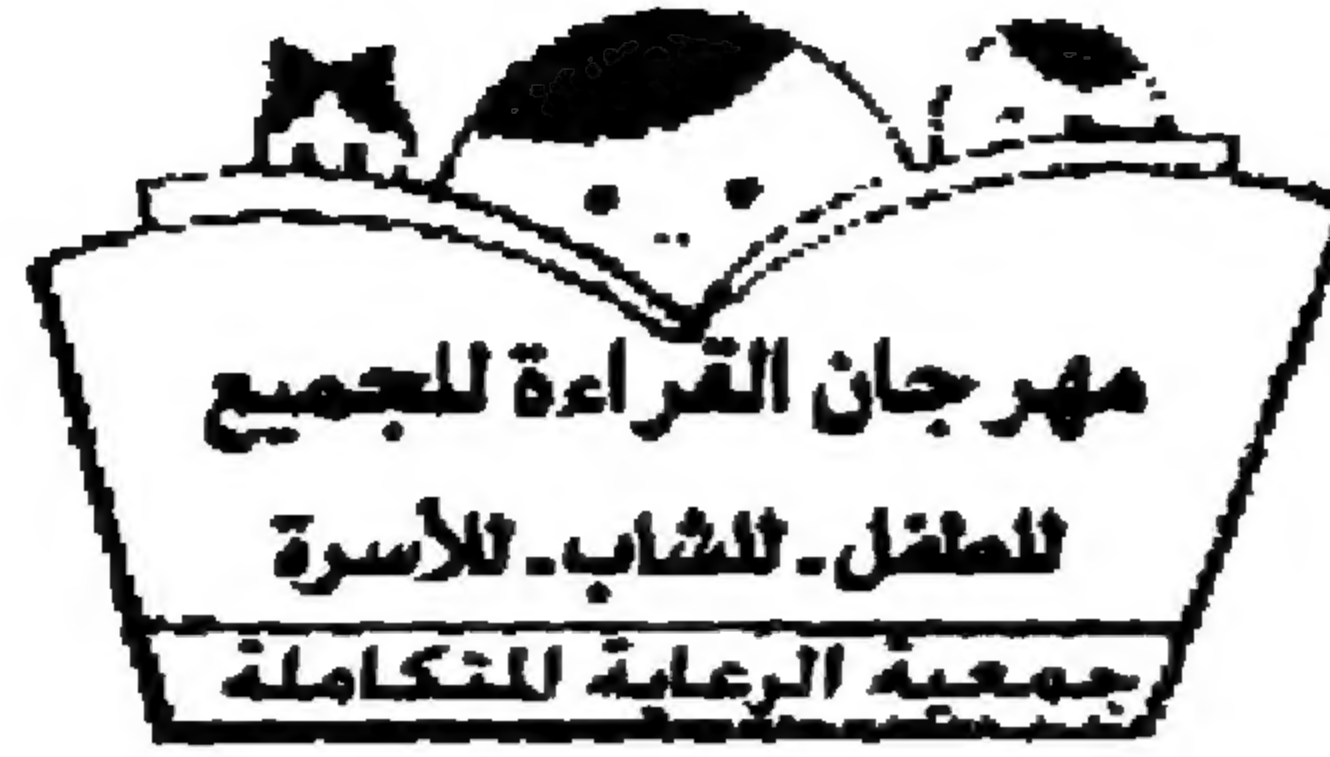 مهرجان القراءة للجميع
للطفل - للشاب - للأسرة
جمعية الرعاية المتكاملة